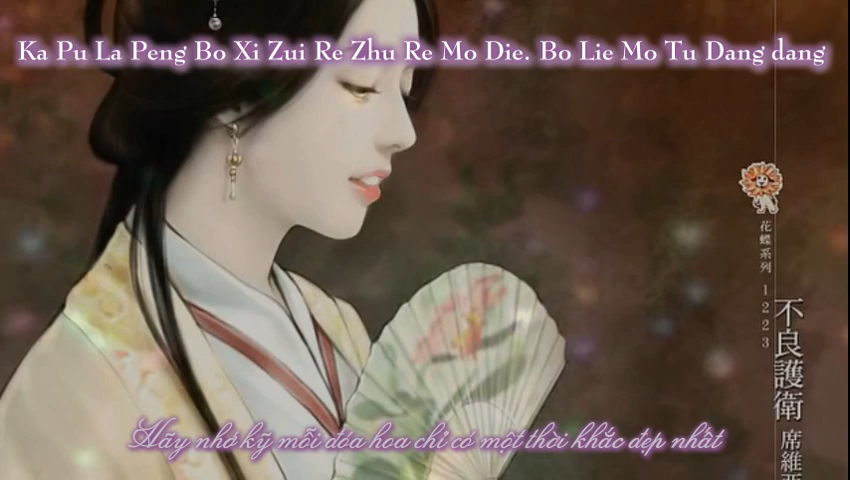 Ka Pu La Peng Bo Xi Zui Re Zhu Re Mo Die. Bo Lie Mo Tu Dang dang
花蝶系列 1223
不良護衛
席維
Hãy nhớ kỹ mỗi đóa hoa chỉ có một thời khắc đẹp nhất